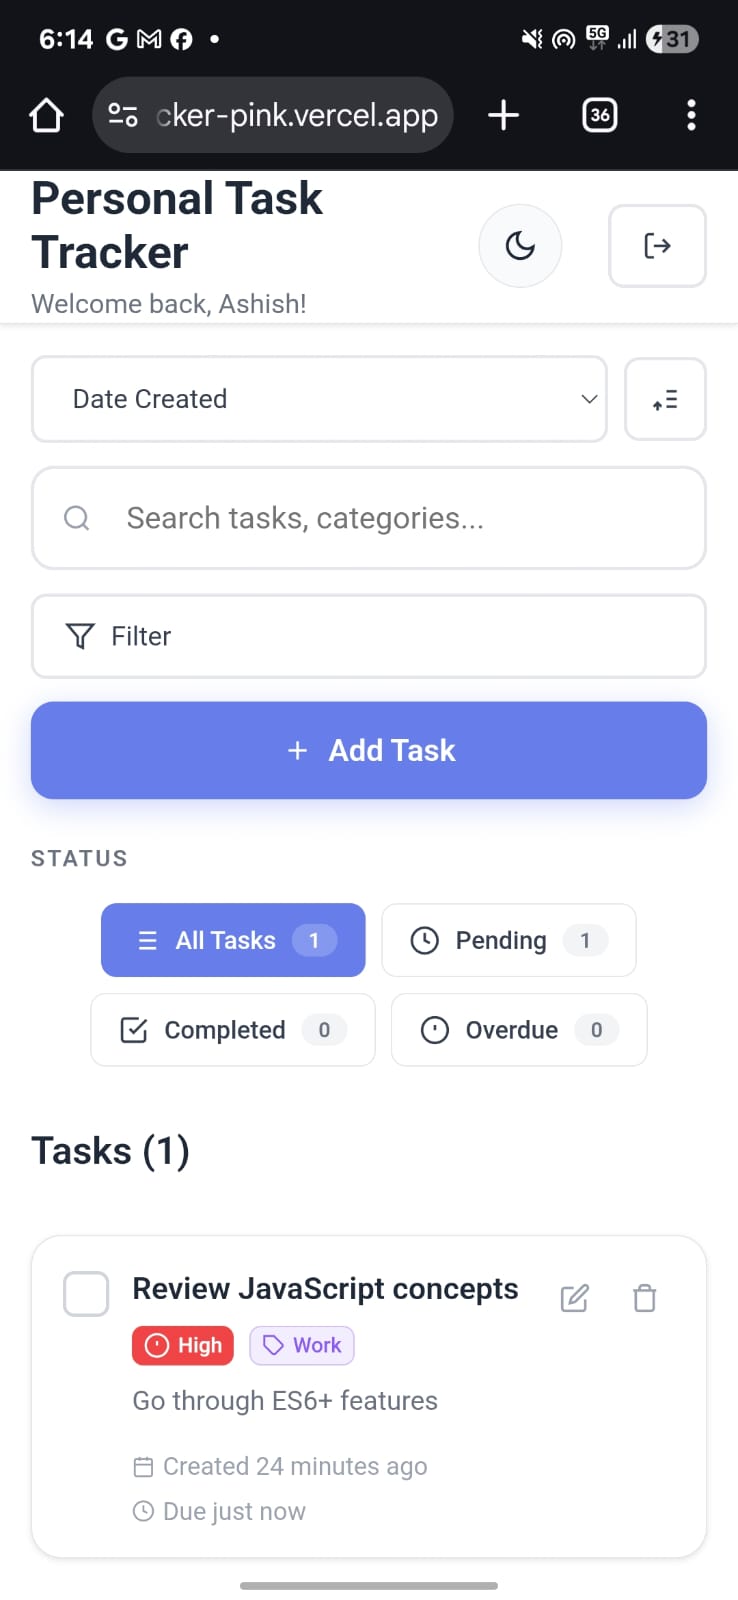 6:14
5G
31
cker-pink.vercel.app
36
Personal Task
Tracker
Welcome back, Ashish!
Date Created
Search tasks, categories...
Filter
+ Add Task
STATUS
All Tasks 1
Pending 1
Completed 0
Overdue 0
Tasks (1)
Review JavaScript concepts
High
Work
Go through ES6+ features
Created 24 minutes ago
Due just now